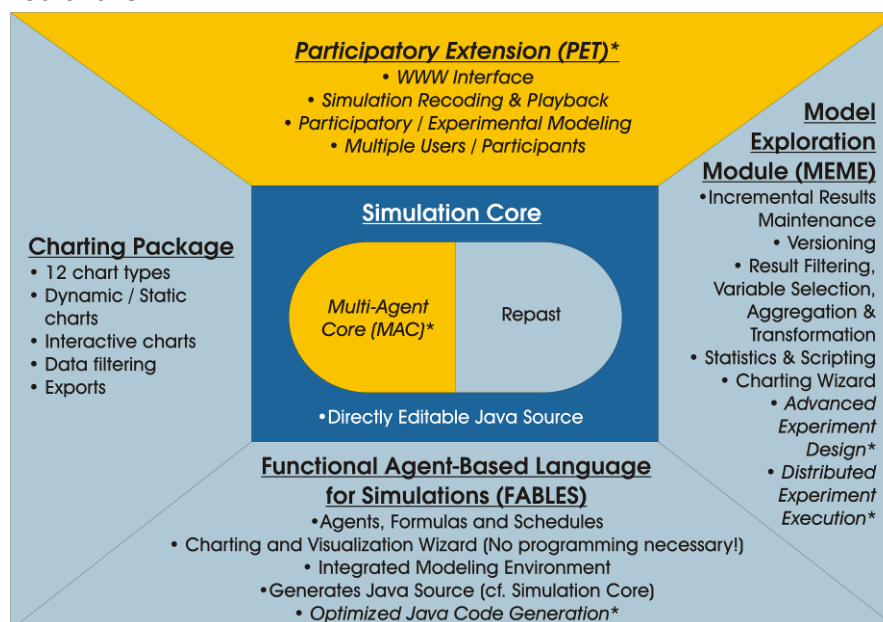 Participatory Extension (PET)*
• WWW Interface
• Simulation Recoding & Playback
• Participatory / Experimental Modeling
• Multiple Users / Participants
Model
Exploration
Module (MEME)
•Incremental Results
Maintenance
• Versioning
• Result Filtering,
Variable Selection,
Aggregation &
Transformation
• Statistics & Scripting
• Charting Wizard
• Advanced
Experiment
Design*
• Distributed
Experiment
Execution*
Charting Package
• 12 chart types
• Dynamic / Static
charts
• Interactive charts
• Data filtering
• Exports
Simulation Core
Multi-Agent
Core (MAC)*
Repast
•Directly Editable Java Source
Functional Agent-Based Language
for Simulations (FABLES)
•Agents, Formulas and Schedules
• Charting and Visualization Wizard (No programming necessary!)
• Integrated Modeling Environment
•Generates Java Source (cf. Simulation Core)
• Optimized Java Code Generation*